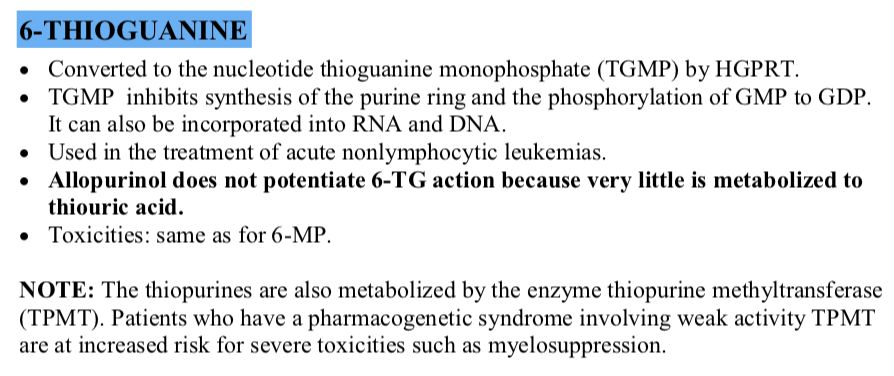 6-THIOGUANINE
• Converted to the nucleotide thioguanine monophosphate (TGMP) by HGPRT.
• TGMP inhibits synthesis of the purine ring and the phosphorylation of GMP to GDP.
It can also be incorporated into RNA and DNA.
• Used in the treatment of acute nonlymphocytic leukemias.
• Allopurinol does not potentiate 6-TG action because very little is metabolized to
thiouric acid.
• Toxicities: same as for 6-MP.
NOTE: The thiopurines are also metabolized by the enzyme thiopurine methyltransferase
(TPMT). Patients who have a pharmacogenetic syndrome involving weak activity TPMT
are at increased risk for severe toxicities such as myelosuppression.